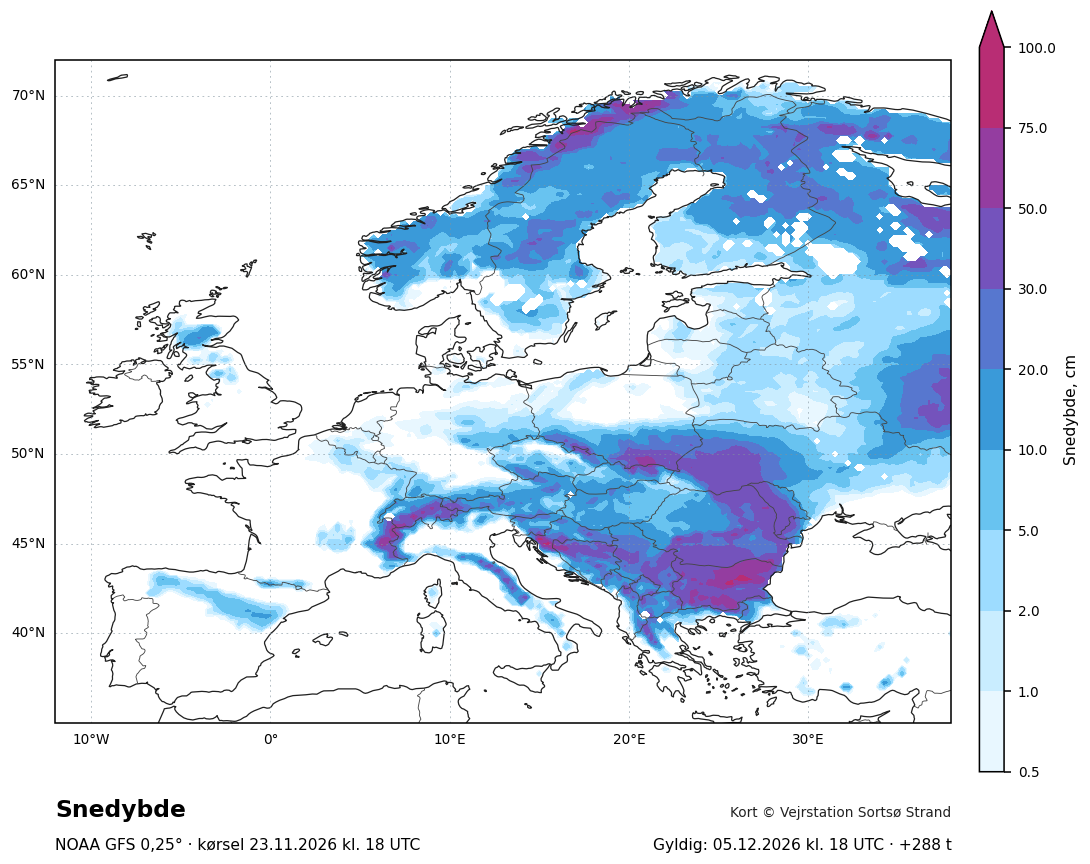 100.0
75.0
50.0
30.0
20.0
10.0
5.0
2.0
1.0
0.5
Snedybde, cm
70°N
65°N
60°N
55°N
50°N
45°N
40°N
10°W
0°
10°E
20°E
30°E
Snedybde
Kort © Vejrstation Sortsø Strand
NOAA GFS 0,25° · kørsel 23.11.2026 kl. 18 UTC
Gyldig: 05.12.2026 kl. 18 UTC · +288 t